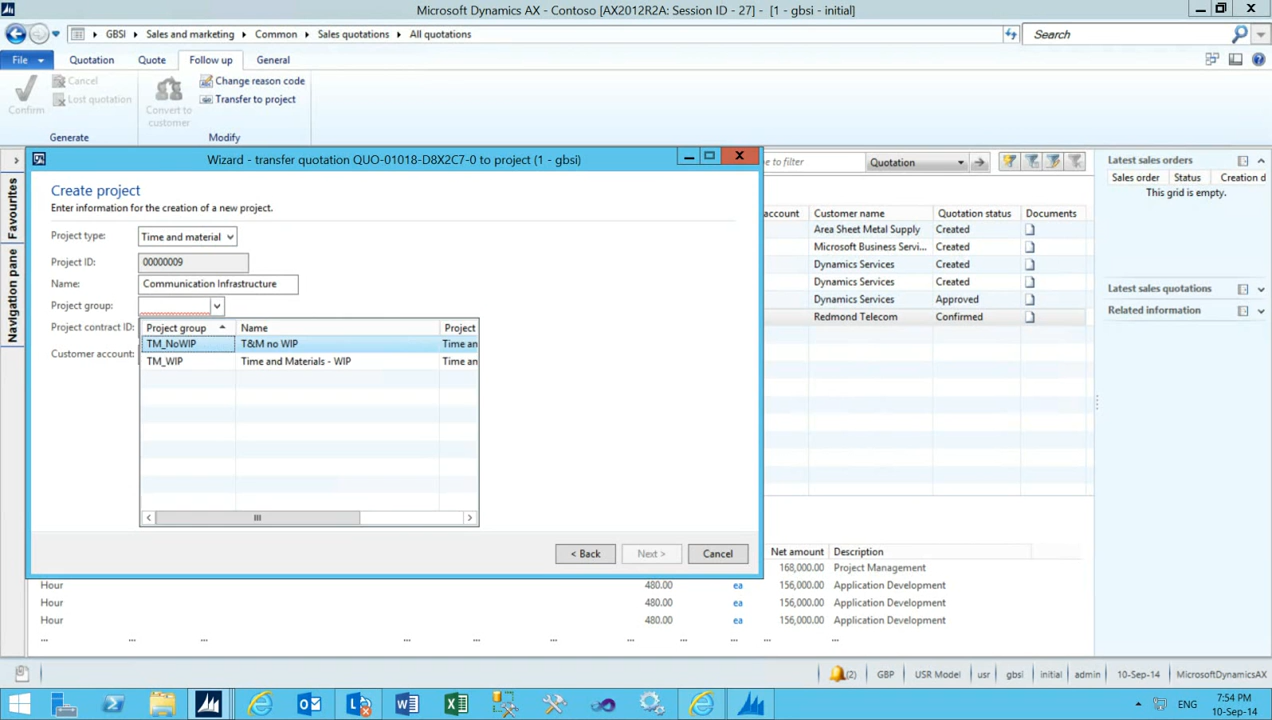 Microsoft Dynamics AX - Contoso [AX2012R2A: Session ID - 27] - [1 - gbsi - initial]
GBSI Sales and marketing Common Sales quotations All quotations
Search
File Quotation Quote Follow up General
Confirm
Cancel
Lost quotation
Generate
Convert to customer
Change reason code
Transfer to project
Modify
Wizard - transfer quotation QUO-01018-D8X2C7-0 to project (1 - gbsi)
Create project
Enter information for the creation of a new project.
Project type: Time and material
Project ID: 00000009
Name: Communication Infrastructure
Project group:
Project contract ID:
Customer account:
Project group Name Project
TM_NoWIP T&M no WIP Time an
TM_WIP Time and Materials - WIP Time an
< Back Next > Cancel
Favourites
Navigation pane
e to filter Quotation
account Customer name Quotation status Documents
Area Sheet Metal Supply Created
Microsoft Business Servi... Created
Dynamics Services Created
Dynamics Services Created
Dynamics Services Approved
Redmond Telecom Confirmed
Latest sales orders
Sales order Status Creation d
This grid is empty.
Latest sales quotations
Related information
Net amount Description
168,000.00 Project Management
Hour 480.00 ea 156,000.00 Application Development
Hour 480.00 ea 156,000.00 Application Development
Hour 480.00 ea 156,000.00 Application Development
... ... ... ... ... ... ... ... ... ... ...
(2) GBP USR Model usr gbsi initial admin 10-Sep-14 MicrosoftDynamicsAX
ENG 7:54 PM
10-Sep-14